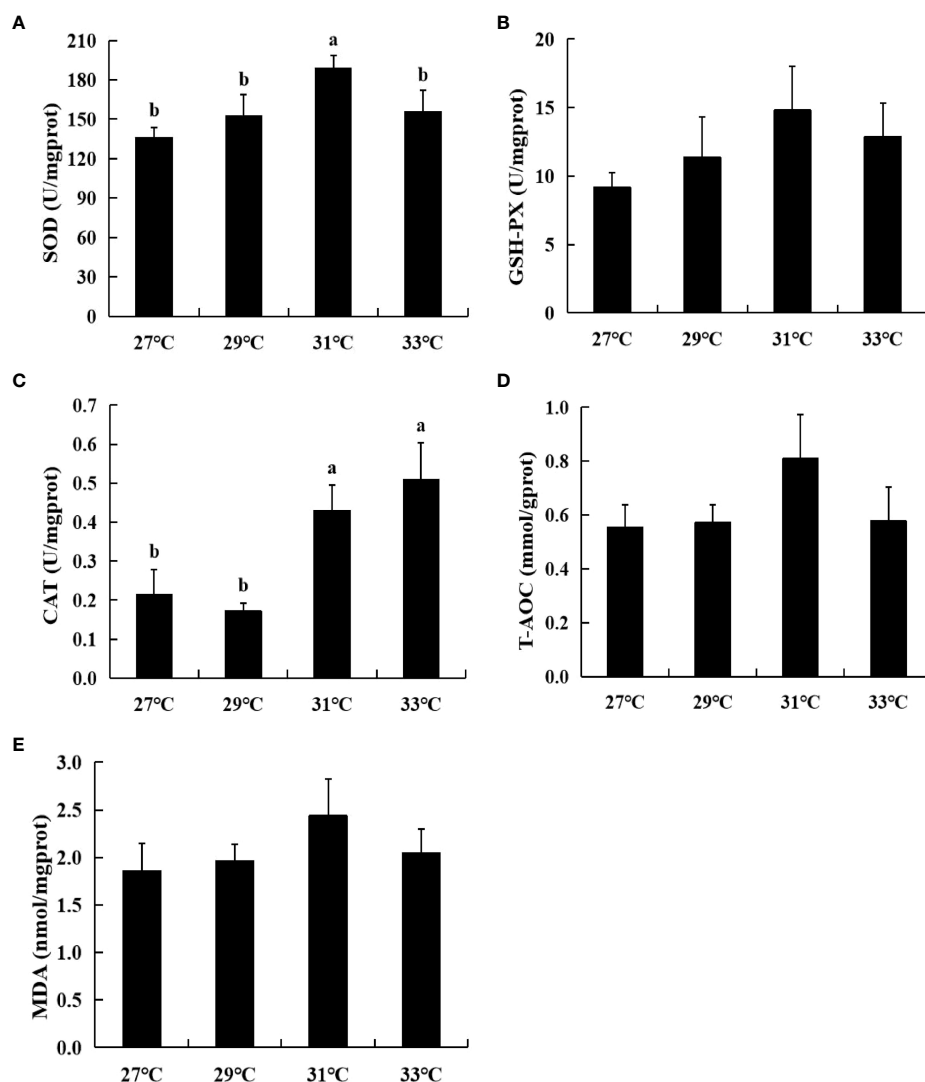 A
SOD (U/mgprot)
210
180
150
120
90
60
30
0
b
b
a
b
27°C
29°C
31°C
33°C
B
GSH-PX (U/mgprot)
20
15
10
5
0
27°C
29°C
31°C
33°C
C
CAT (U/mgprot)
0.7
0.6
0.5
0.4
0.3
0.2
0.1
0.0
b
b
a
a
27°C
29°C
31°C
33°C
D
T-AOC (mmol/gprot)
1.0
0.8
0.6
0.4
0.2
0.0
27°C
29°C
31°C
33°C
E
MDA (nmol/mgprot)
3.0
2.5
2.0
1.5
1.0
0.5
0.0
27°C
29°C
31°C
33°C